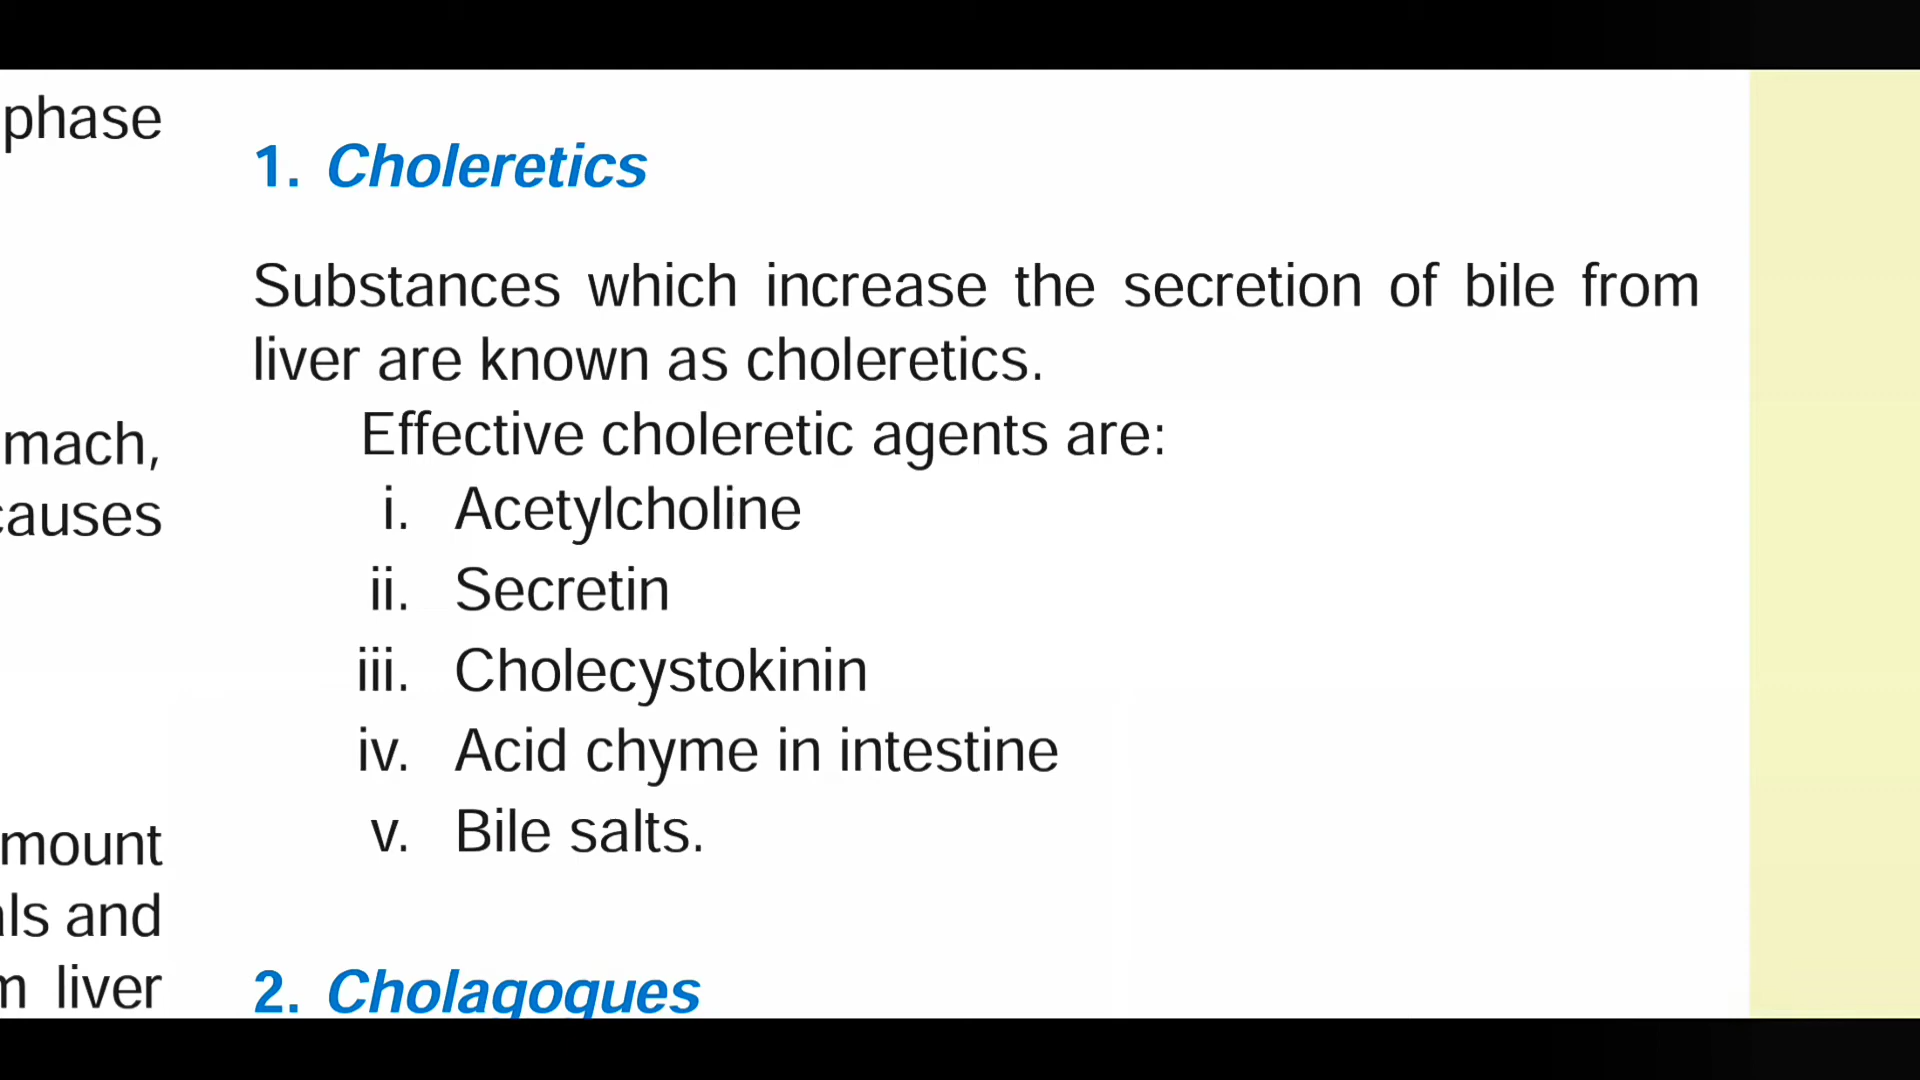 phase
mach,
causes
mount
ls and
liver
1. Choleretics
Substances which increase the secretion of bile from
liver are known as choleretics.
Effective choleretic agents are:
i. Acetylcholine
ii. Secretin
iii. Cholecystokinin
iv. Acid chyme in intestine
v. Bile salts.
2. Cholagogues